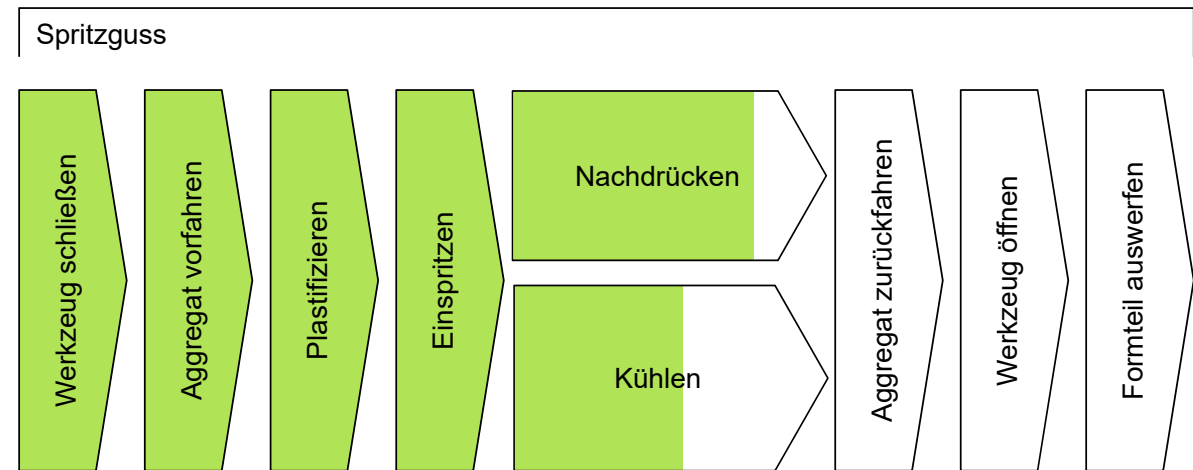 Spritzguss
Werkzeug schließen
Aggregat vorfahren
Plastifizieren
Einspritzen
Nachdrücken
Kühlen
Aggregat zurückfahren
Werkzeug öffnen
Formteil auswerfen